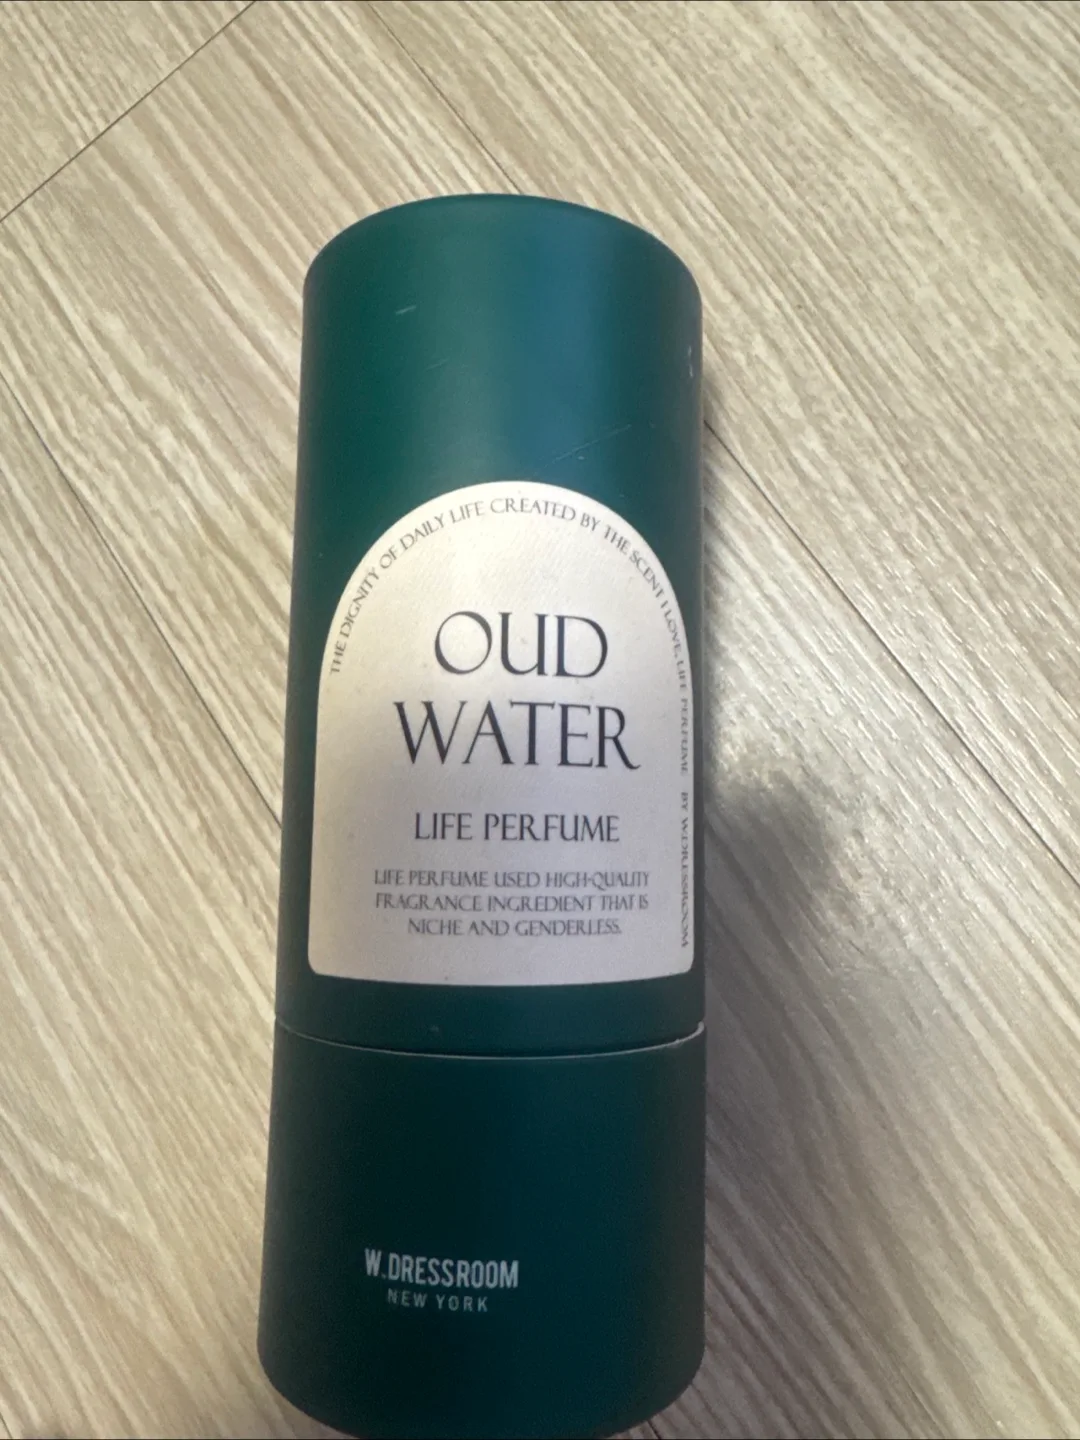 THE DIGNITY OF DAILY LIFE CREATED BY THE SCENT I LOVE, LIFE PERFUME BY W.DRESSROOM
OUD
WATER
LIFE PERFUME
LIFE PERFUME USED HIGH-QUALITY
FRAGRANCE INGREDIENT THAT IS
NICHE AND GENDERLESS.
W.DRESSROOM
NEW YORK